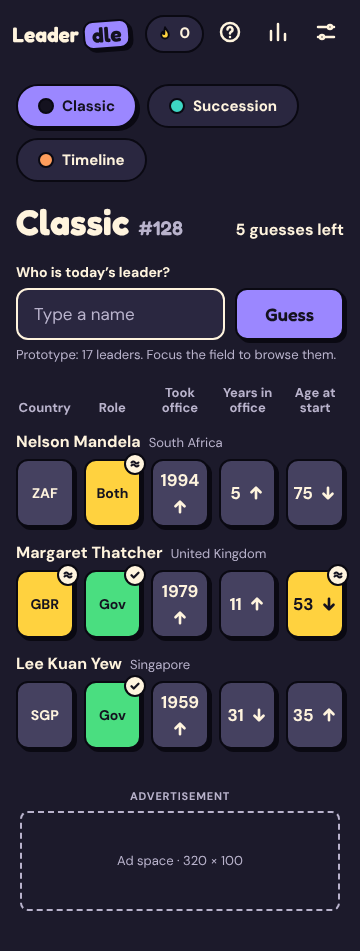 Leader dle 0
Classic Succession
Timeline
Classic #128 5 guesses left
Who is today's leader?
Type a name Guess
Prototype: 17 leaders. Focus the field to browse them.
Country Role Took office Years in office Age at start
Nelson Mandela South Africa
ZAF Both 1994 ↑ 5 ↑ 75 ↓
Margaret Thatcher United Kingdom
GBR Gov 1979 ↑ 11 ↑ 53 ↓
Lee Kuan Yew Singapore
SGP Gov 1959 ↑ 31 ↓ 35 ↑
ADVERTISEMENT
Ad space · 320 × 100